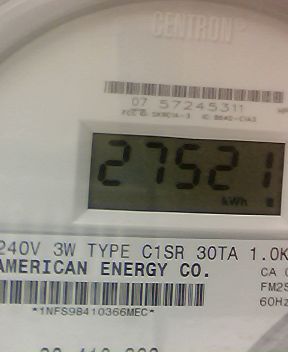 CENTRON
07 57245311
27521
kWh
240V 3W TYPE C1SR 30TA 1.0K
AMERICAN ENERGY CO.
CA
FM2S
60Hz
*1NFS98410366MEC*